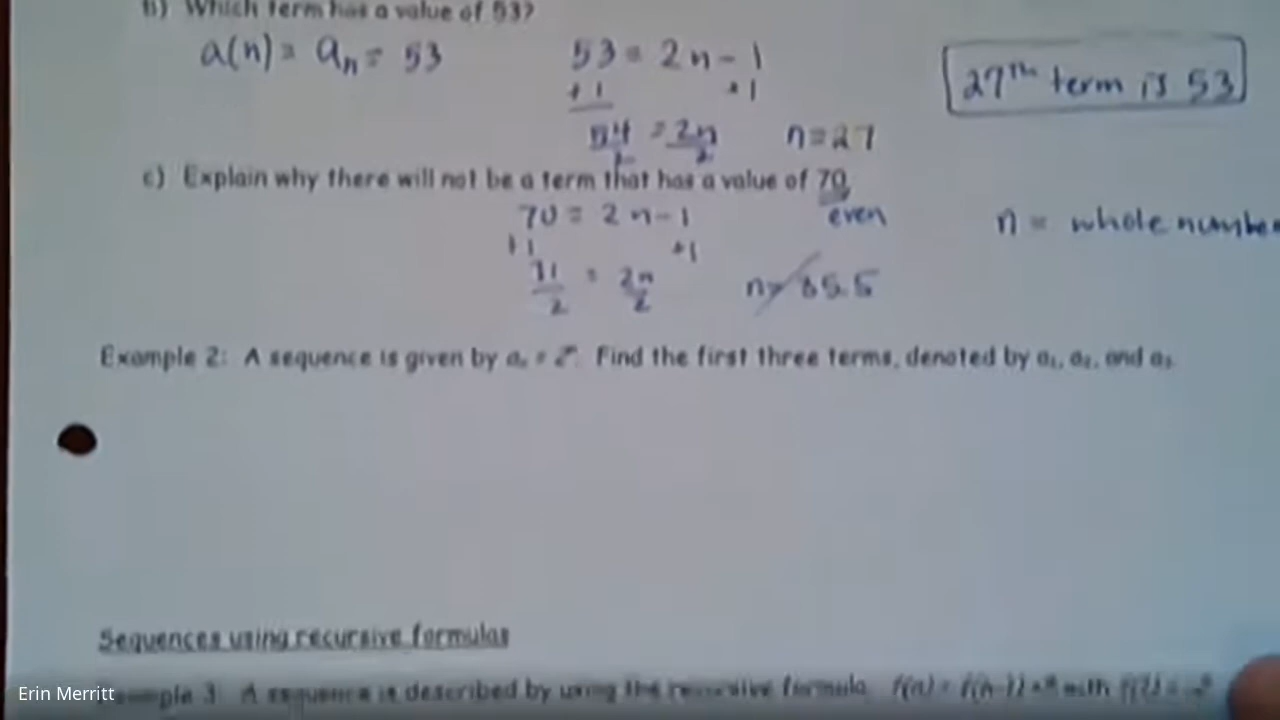 b) Which term has a value of 53?
a(n) = aₙ = 53 53 = 2n - 1 27th term is 53
+1 +1
54/2 = 2n/2 n = 27
c) Explain why there will not be a term that has a value of 70.
70 = 2n - 1 even n = whole number
+1 +1
71/2 = 2n/2 n = 35.5
Example 2: A sequence is given by aₙ = 2ⁿ. Find the first three terms, denoted by a₁, a₂, and a₃.
Sequences using recursive formulas
Example 3: A sequence is described by using the recursive formula f(n) = f(n-1) + with
Erin Merritt